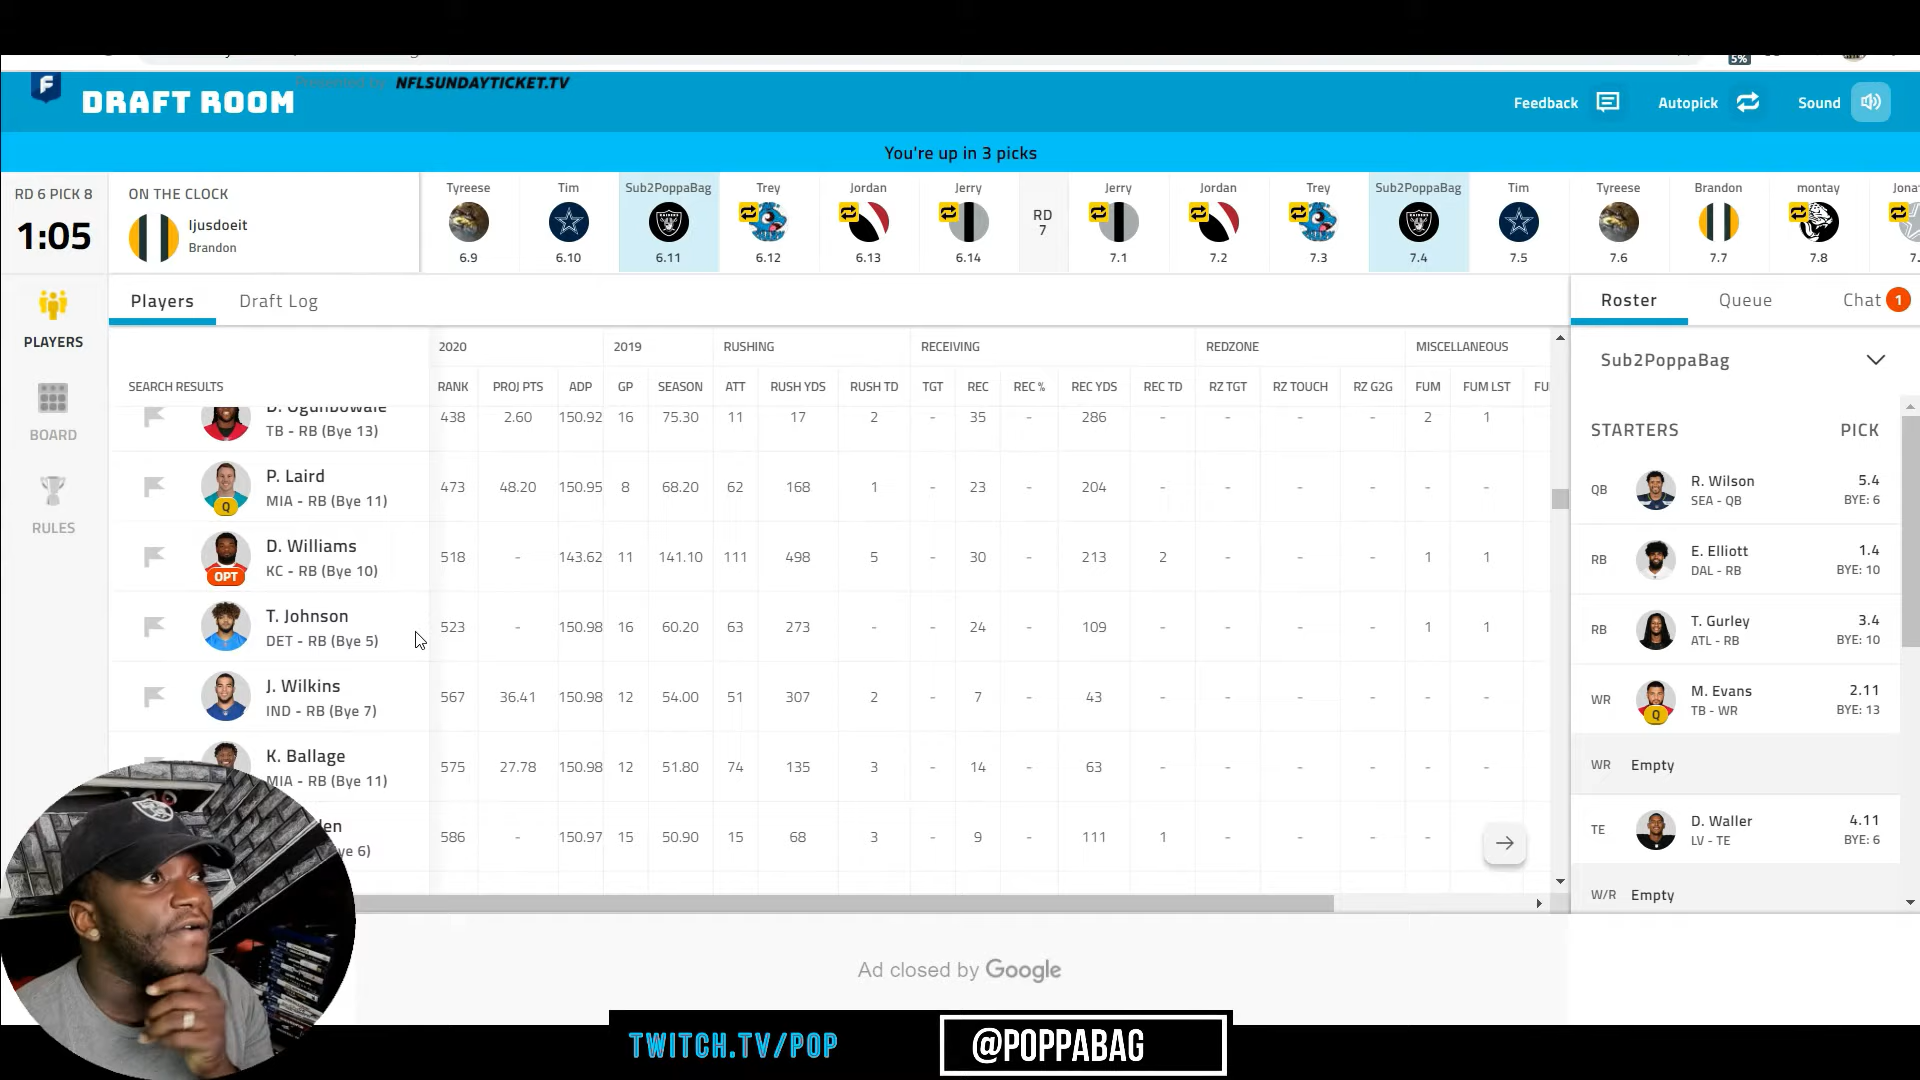 5%
F
DRAFT ROOM
NFLSUNDAYTICKET.TV
Feedback
Autopick
Sound
You're up in 3 picks
RD 6 PICK 8
1:05
ON THE CLOCK
ljusdoeit
Brandon
Tyreese
6.9
Tim
6.10
Sub2PoppaBag
6.11
Trey
6.12
Jordan
6.13
Jerry
6.14
RD
7
Jerry
7.1
Jordan
7.2
Trey
7.3
Sub2PoppaBag
7.4
Tim
7.5
Tyreese
7.6
Brandon
7.7
montay
7.8
Jona
7.
PLAYERS
BOARD
RULES
Players Draft Log
2020 2019 RUSHING RECEIVING REDZONE MISCELLANEOUS
SEARCH RESULTS RANK PROJ PTS ADP GP SEASON ATT RUSH YDS RUSH TD TGT REC REC % REC YDS REC TD RZ TGT RZ TOUCH RZ G2G FUM FUM LST FU
D. Ogunbowale
TB - RB (Bye 13)
438 2.60 150.92 16 75.30 11 17 2 - 35 - 286 - - - - 2 1
P. Laird
Q
MIA - RB (Bye 11)
473 48.20 150.95 8 68.20 62 168 1 - 23 - 204 - - - - - -
D. Williams
OPT
KC - RB (Bye 10)
518 - 143.62 11 141.10 111 498 5 - 30 - 213 2 - - - 1 1
T. Johnson
DET - RB (Bye 5)
523 - 150.98 16 60.20 63 273 - - 24 - 109 - - - - 1 1
J. Wilkins
IND - RB (Bye 7)
567 36.41 150.98 12 54.00 51 307 2 - 7 - 43 - - - - - -
K. Ballage
MIA - RB (Bye 11)
575 27.78 150.98 12 51.80 74 135 3 - 14 - 63 - - - - - -
len
ve 6)
586 - 150.97 15 50.90 15 68 3 - 9 - 111 1 - - - -
Roster Queue Chat 1
Sub2PoppaBag
STARTERS PICK
QB R. Wilson 5.4
SEA - QB BYE: 6
RB E. Elliott 1.4
DAL - RB BYE: 10
RB T. Gurley 3.4
ATL - RB BYE: 10
WR M. Evans 2.11
Q TB - WR BYE: 13
WR Empty
TE D. Waller 4.11
LV - TE BYE: 6
W/R Empty
Ad closed by Google
TWITCH.TV/POP
@POPPABAG